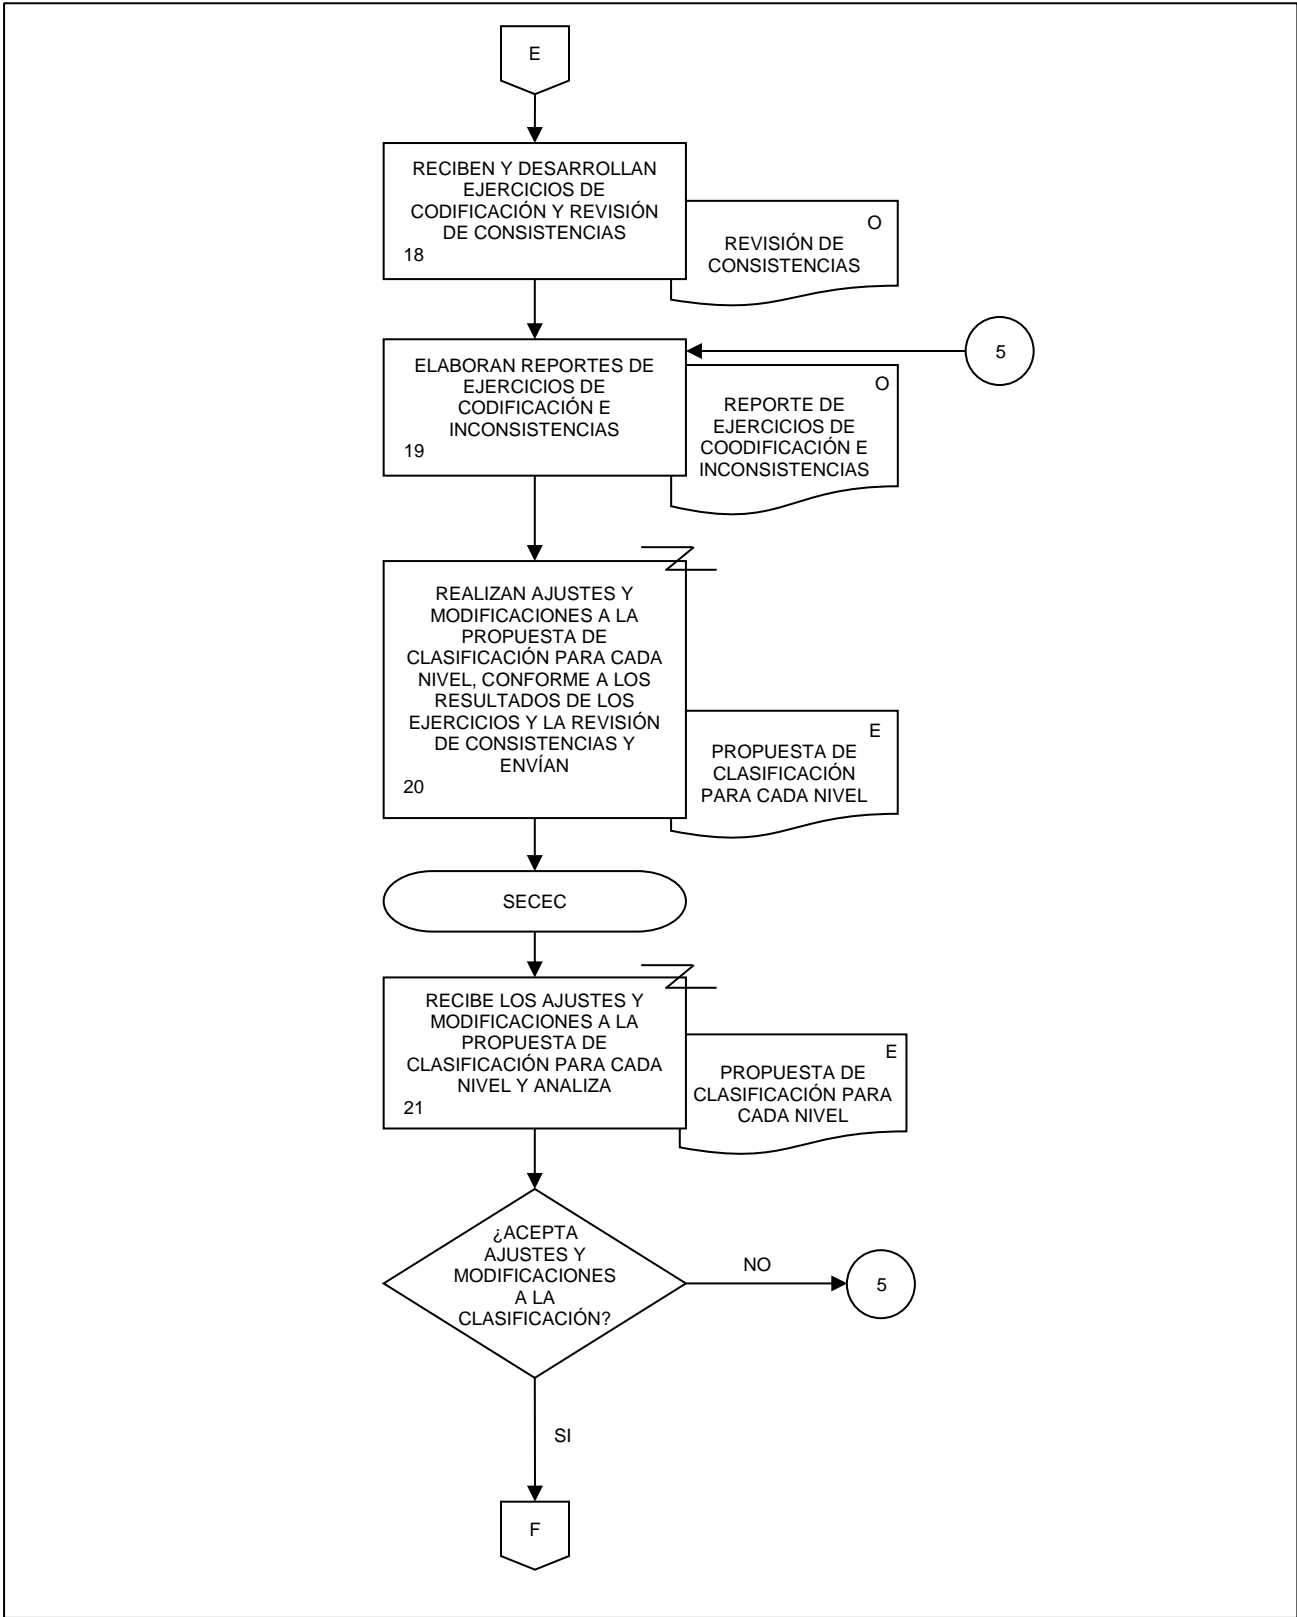 E
RECIBEN Y DESARROLLAN
EJERCICIOS DE
CODIFICACIÓN Y REVISIÓN
DE CONSISTENCIAS
18
O
REVISIÓN DE
CONSISTENCIAS
5
ELABORAN REPORTES DE
EJERCICIOS DE
CODIFICACIÓN E
INCONSISTENCIAS
19
O
REPORTE DE
EJERCICIOS DE
COODIFICACIÓN E
INCONSISTENCIAS
REALIZAN AJUSTES Y
MODIFICACIONES A LA
PROPUESTA DE
CLASIFICACIÓN PARA CADA
NIVEL, CONFORME A LOS
RESULTADOS DE LOS
EJERCICIOS Y LA REVISIÓN
DE CONSISTENCIAS Y
ENVÍAN
20
E
PROPUESTA DE
CLASIFICACIÓN
PARA CADA NIVEL
SECEC
RECIBE LOS AJUSTES Y
MODIFICACIONES A LA
PROPUESTA DE
CLASIFICACIÓN PARA CADA
NIVEL Y ANALIZA
21
E
PROPUESTA DE
CLASIFICACIÓN PARA
CADA NIVEL
¿ACEPTA
AJUSTES Y
MODIFICACIONES
A LA
CLASIFICACIÓN?
NO
5
SI
F